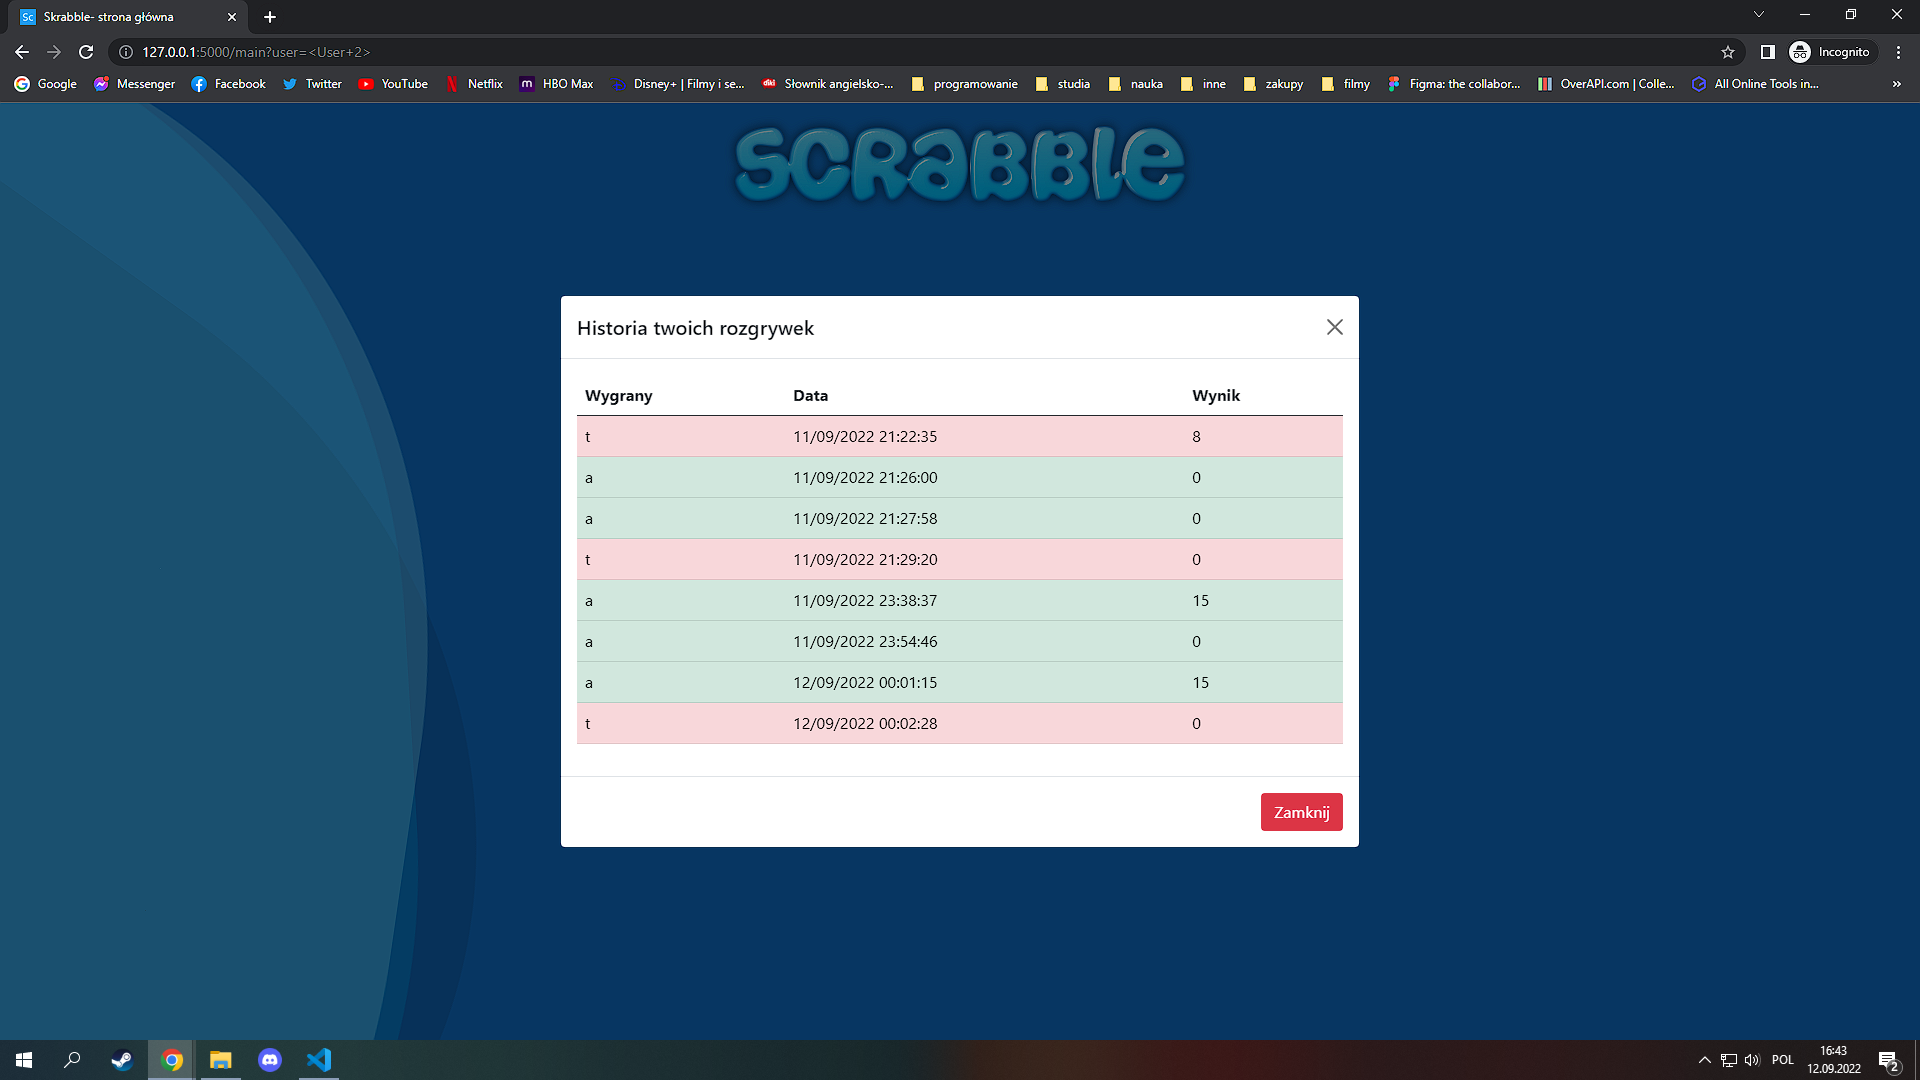 Skrabble- strona główna
127.0.0.1:5000/main?user=<User+2>
Incognito
Google Messenger Facebook Twitter YouTube Netflix HBO Max Disney+ | Filmy i se... Słownik angielsko-... programowanie studia nauka inne zakupy filmy Figma: the collabor... OverAPI.com | Colle... All Online Tools in... »
SCRABBLE
Historia twoich rozgrywek
Wygrany Data Wynik
t 11/09/2022 21:22:35 8
a 11/09/2022 21:26:00 0
a 11/09/2022 21:27:58 0
t 11/09/2022 21:29:20 0
a 11/09/2022 23:38:37 15
a 11/09/2022 23:54:46 0
a 12/09/2022 00:01:15 15
t 12/09/2022 00:02:28 0
Zamknij
POL
16:43
12.09.2022
2